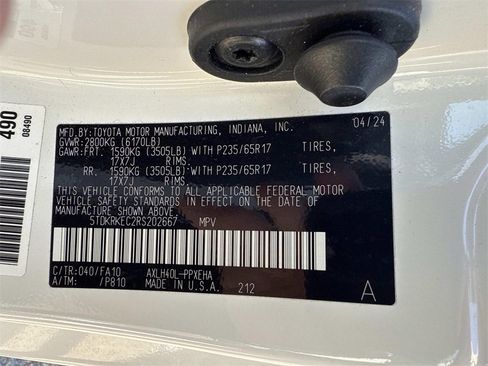 490
08490
MFD.BY:TOYOTA MOTOR MANUFACTURING, INDIANA, INC. 04/24
GVWR:2800KG (6170LB)
GAWR:FRT. 1590KG (3505LB)WITH P235/65R17 TIRES,
17X7J RIMS.
RR. 1590KG (3505LB)WITH P235/65R17 TIRES,
17X7J RIMS.
THIS VEHICLE CONFORMS TO ALL APPLICABLE FEDERAL MOTOR
VEHICLE SAFETY STANDARDS IN EFFECT ON THE DATE OF
MANUFACTURE SHOWN ABOVE.
5TDKRKEC2RS202667 MPV
C/TR:040/FA10 AXLH40L-PPXEHA
A/TM: /P810 MADE IN U.S.A. 212 A